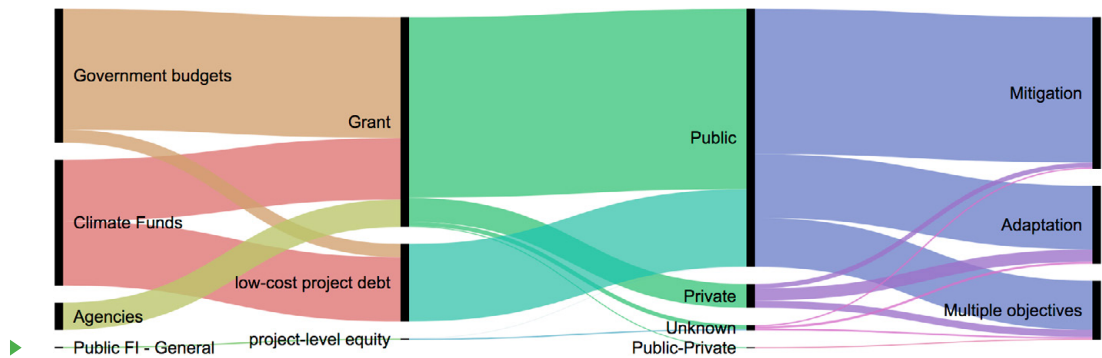 Government budgets
Climate Funds
Agencies
Public FI - General
Grant
low-cost project debt
project-level equity
Public
Private
Unknown
Public-Private
Mitigation
Adaptation
Multiple objectives